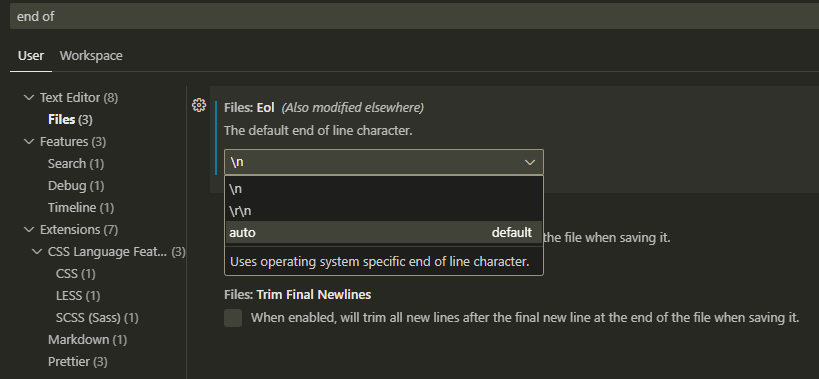 end of
User Workspace
Text Editor (8)
Files (3)
Features (3)
Search (1)
Debug (1)
Timeline (1)
Extensions (7)
CSS Language Feat... (3)
CSS (1)
LESS (1)
SCSS (Sass) (1)
Markdown (1)
Prettier (3)
Files: Eol (Also modified elsewhere)
The default end of line character.
\n
\n
\r\n
auto default
the file when saving it.
Uses operating system specific end of line character.
Files: Trim Final Newlines
When enabled, will trim all new lines after the final new line at the end of the file when saving it.